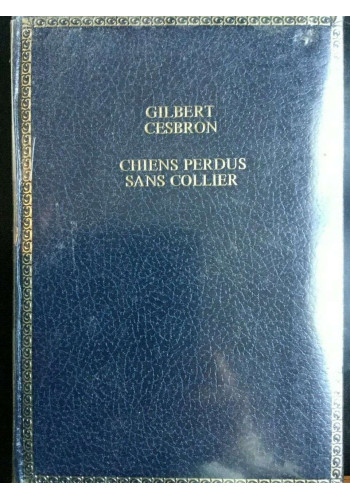 GILBERT
CESBRON
CHIENS PERDUS
SANS COLLIER